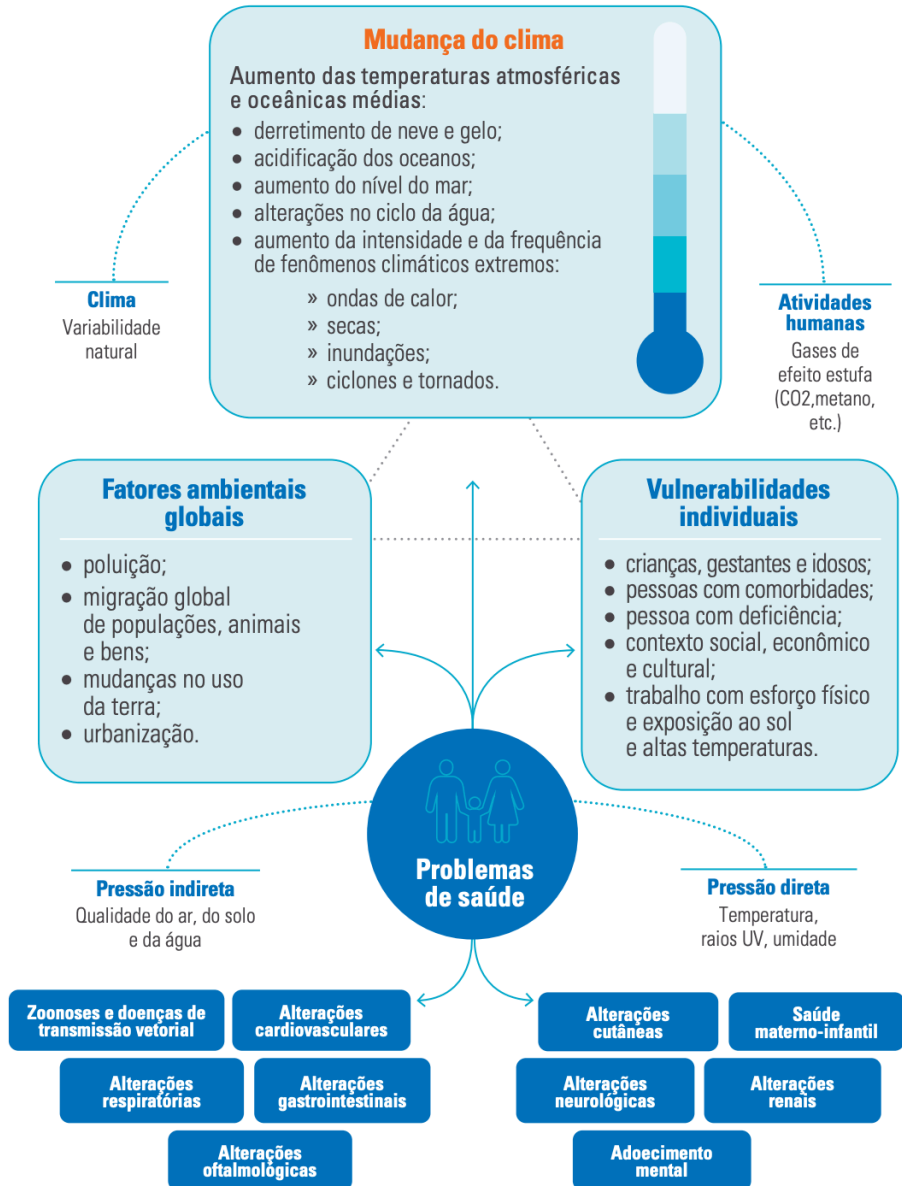 Mudança do clima
Aumento das temperaturas atmosféricas
e oceânicas médias:
• derretimento de neve e gelo;
• acidificação dos oceanos;
• aumento do nível do mar;
• alterações no ciclo da água;
• aumento da intensidade e da frequência
de fenômenos climáticos extremos:
» ondas de calor;
» secas;
» inundações;
» ciclones e tornados.
Clima
Variabilidade
natural
Atividades
humanas
Gases de
efeito estufa
(CO2,metano,
etc.)
Fatores ambientais
globais
• poluição;
• migração global
de populações, animais
e bens;
• mudanças no uso
da terra;
• urbanização.
Vulnerabilidades
individuais
• crianças, gestantes e idosos;
• pessoas com comorbidades;
• pessoa com deficiência;
• contexto social, econômico
e cultural;
• trabalho com esforço físico
e exposição ao sol
e altas temperaturas.
Problemas
de saúde
Pressão indireta
Qualidade do ar, do solo
e da água
Pressão direta
Temperatura,
raios UV, umidade
Zoonoses e doenças de
transmissão vetorial
Alterações
cardiovasculares
Alterações
respiratórias
Alterações
gastrointestinais
Alterações
oftalmológicas
Alterações
cutâneas
Saúde
materno-infantil
Alterações
neurológicas
Alterações
renais
Adoecimento
mental